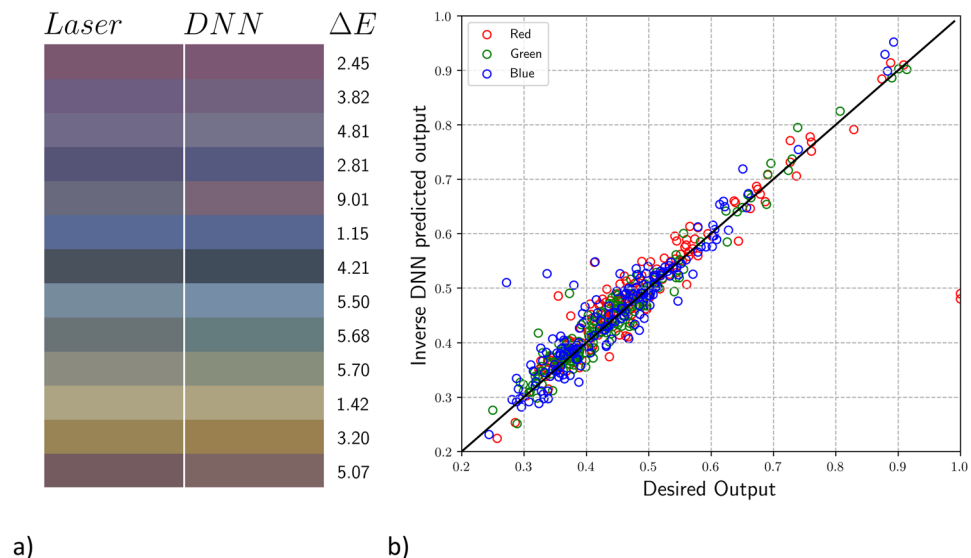 Laser DNN ΔE
2.45
3.82
4.81
2.81
9.01
1.15
4.21
5.50
5.68
5.70
1.42
3.20
5.07
a)
1.0
0.9
0.8
0.7
0.6
0.5
0.4
0.3
0.2
Inverse DNN predicted output
Red
Green
Blue
0.2 0.3 0.4 0.5 0.6 0.7 0.8 0.9 1.0
Desired Output
b)